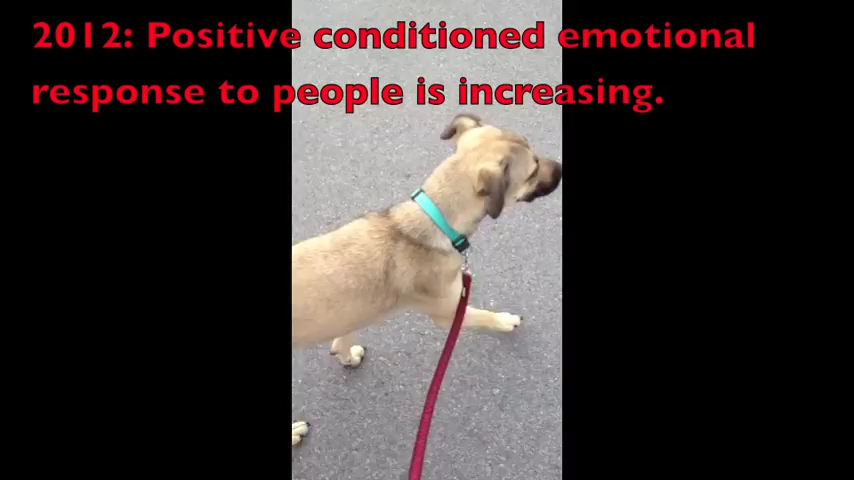 2012: Positive conditioned emotional
response to people is increasing.